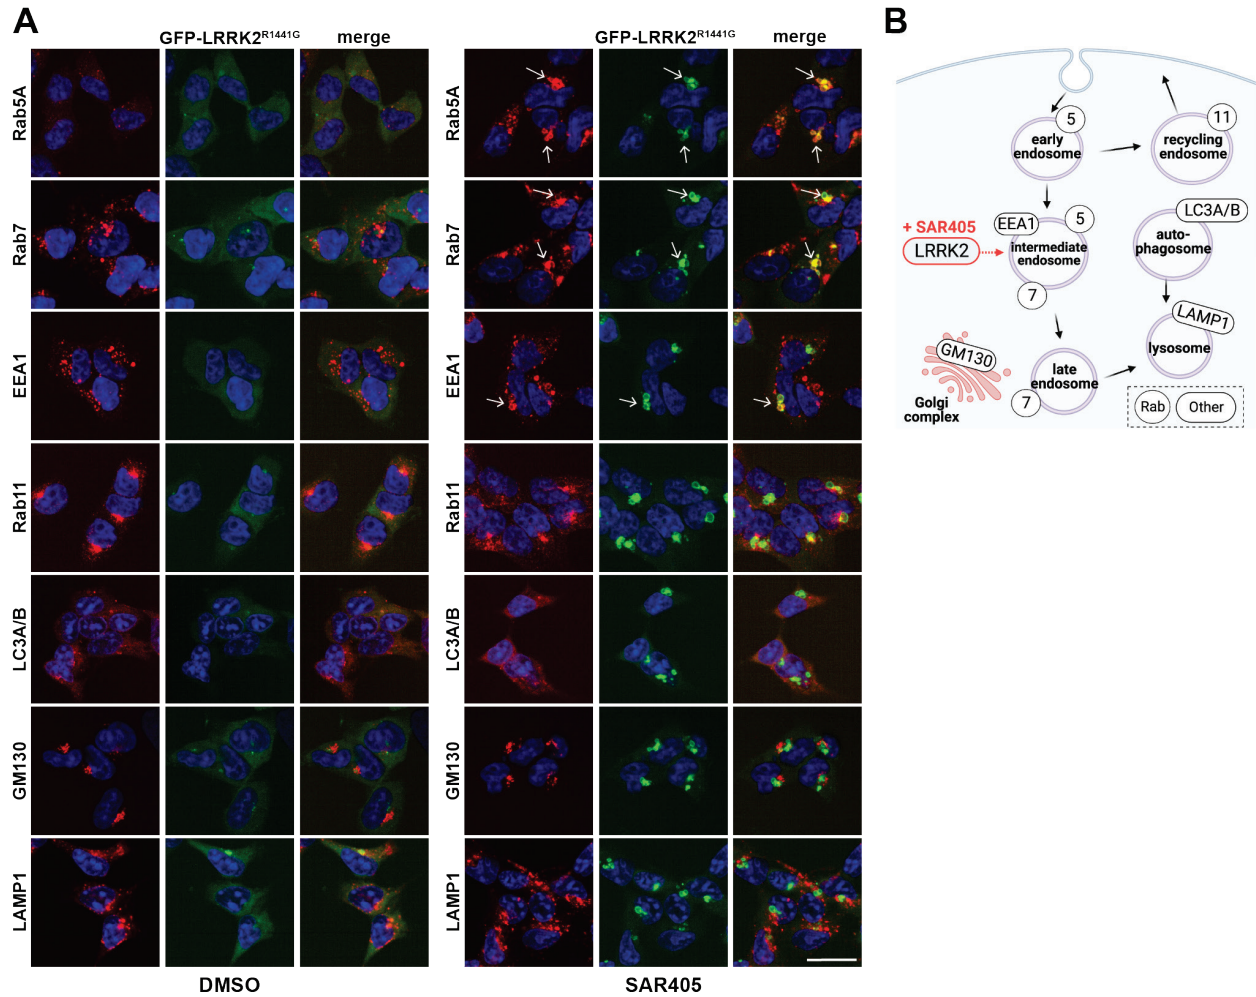 A
GFP-LRRK2R1441G
merge
GFP-LRRK2R1441G
merge
Rab5A
Rab5A
Rab7
Rab7
EEA1
EEA1
Rab11
Rab11
LC3A/B
LC3A/B
GM130
GM130
LAMP1
LAMP1
DMSO
SAR405
B
5
early
endosome
11
recycling
endosome
EEA1
5
intermediate
endosome
7
+ SAR405
LRRK2
LC3A/B
auto-
phagosome
LAMP1
lysosome
GM130
Golgi
complex
late
endosome
7
Rab
Other